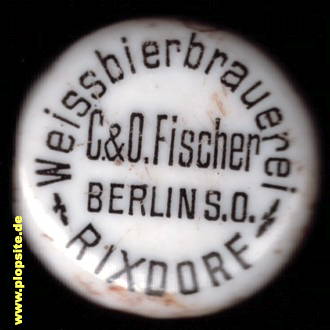 Weissbierbrauerei
C.&O.Fischer
BERLIN S.O.
RIXDORF
www.plopsite.de